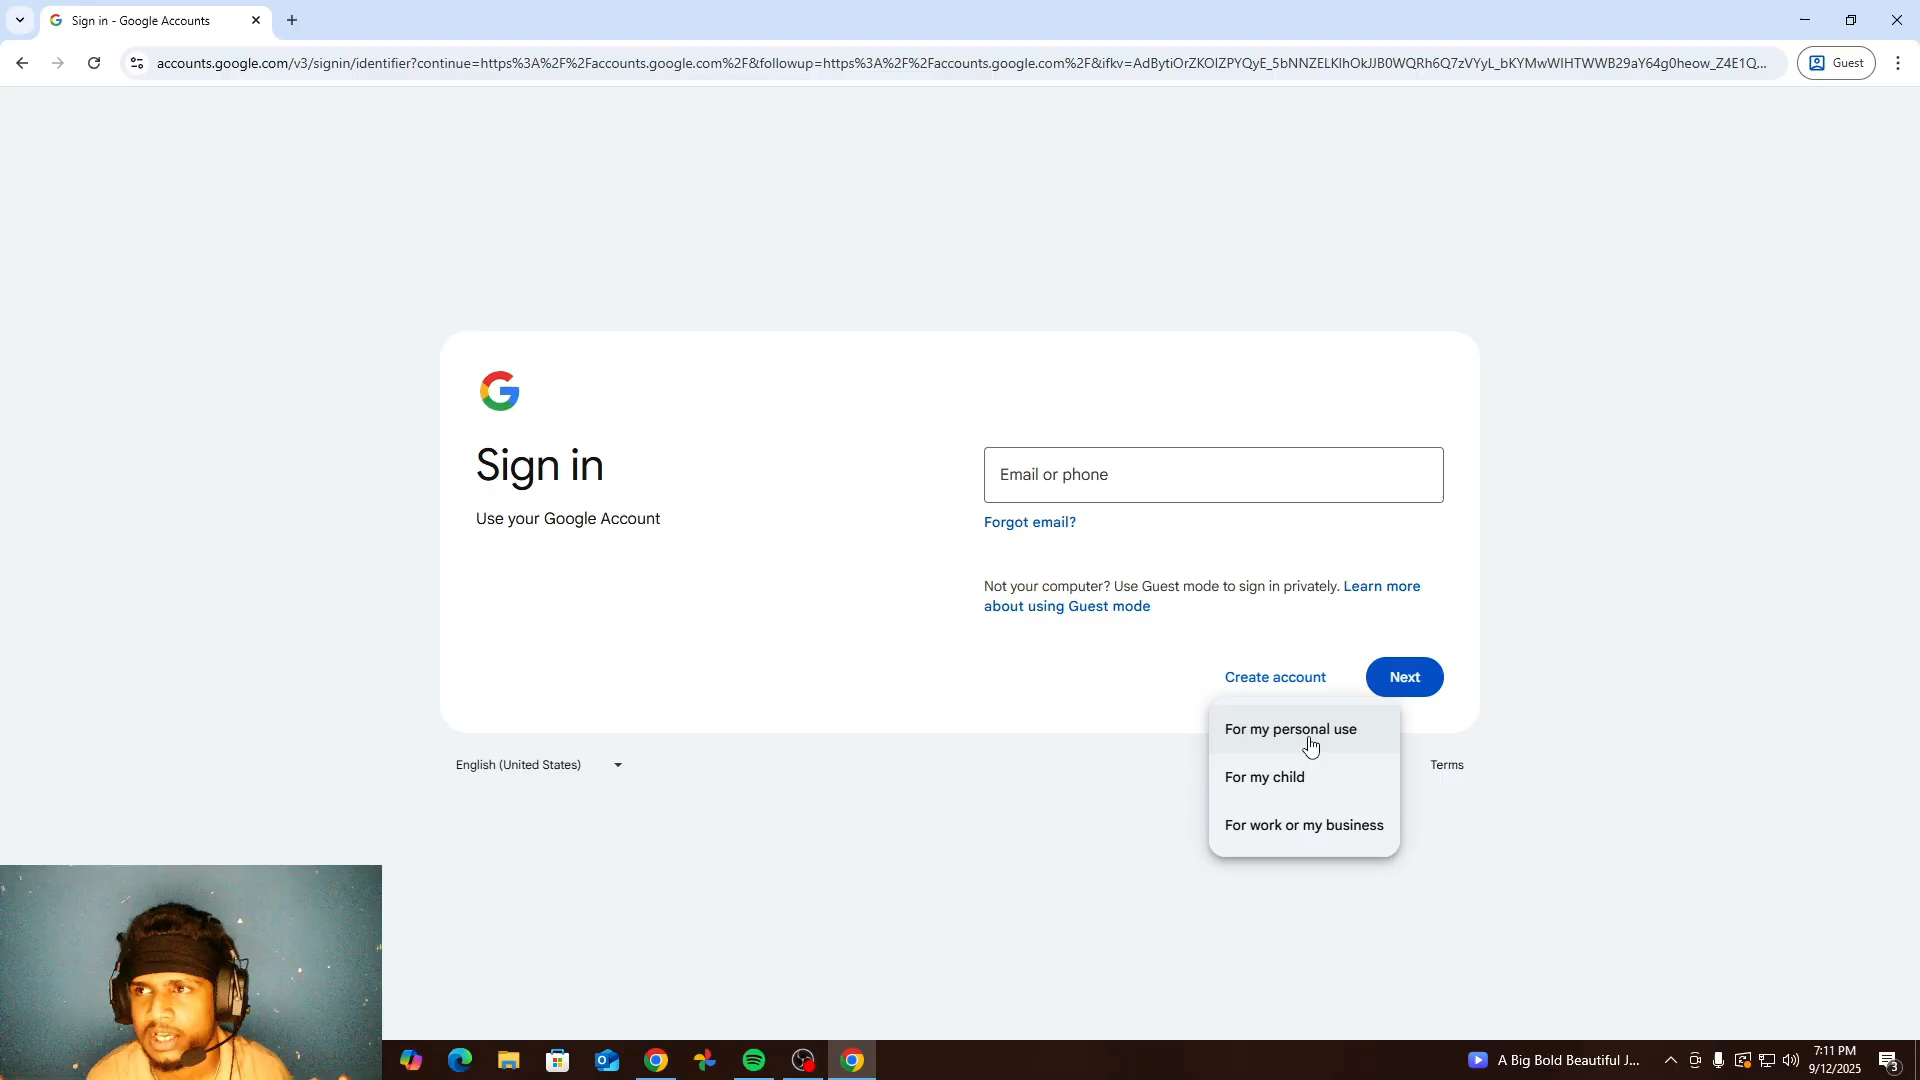 Sign in - Google Accounts
accounts.google.com/v3/signin/identifier?continue=https%3A%2F%2Faccounts.google.com%2F&followup=https%3A%2F%2Faccounts.google.com%2F&ifkv=AdBytiOrZKOIZPYQyE_5bNNZELKlhOkJJB0WQRh6Q7zVYyL_bKYMwWIHTWWB29aY64g0heow_Z4E1Q...
Guest
Sign in
Use your Google Account
Email or phone
Forgot email?
Not your computer? Use Guest mode to sign in privately. Learn more
about using Guest mode
Create account
Next
For my personal use
For my child
For work or my business
English (United States)
Terms
A Big Bold Beautiful J...
7:11 PM
9/12/2025
3